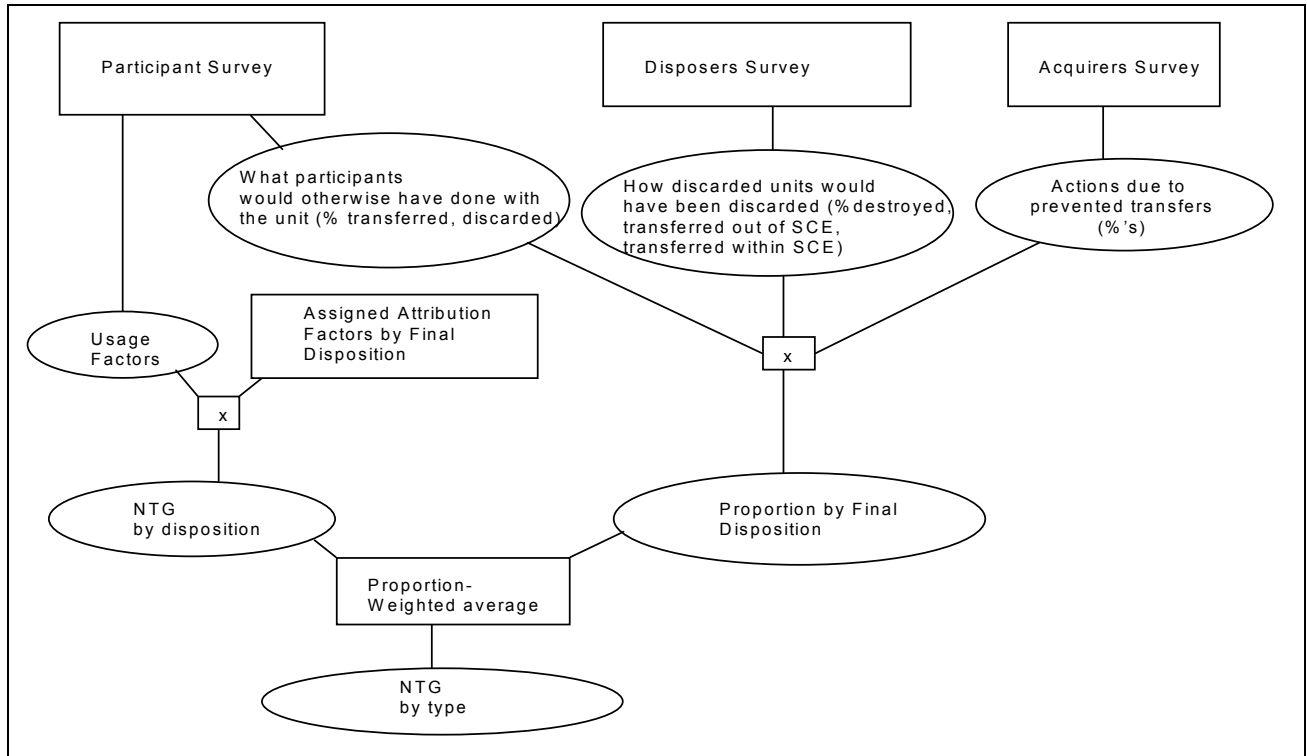 Participant Survey
Disposers Survey
Acquirers Survey
What participants
would otherwise have done with
the unit (% transferred, discarded)
How discarded units would
have been discarded (%destroyed,
transferred out of SCE,
transferred within SCE)
Actions due to
prevented transfers
(%'s)
Usage
Factors
Assigned Attribution
Factors by Final
Disposition
x
x
NTG
by disposition
Proportion by Final
Disposition
Proportion-
Weighted average
NTG
by type